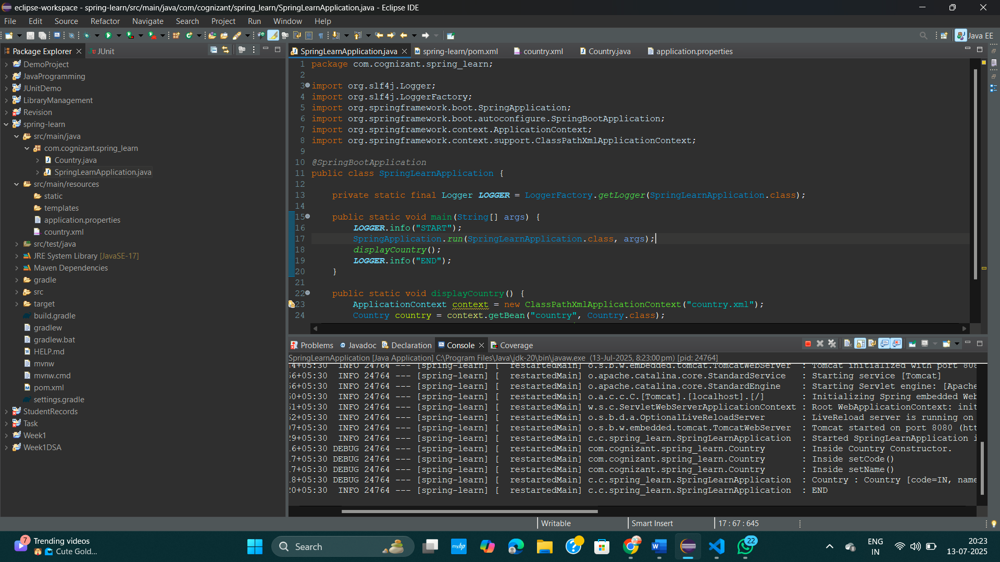 eclipse-workspace - spring-learn/src/main/java/com/cognizant/spring_learn/SpringLearnApplication.java - Eclipse IDE
File Edit Source Refactor Navigate Search Project Run Window Help
Java EE
Package Explorer
JUnit
DemoProject
JavaProgramming
JUnitDemo
LibraryManagement
Revision
spring-learn
src/main/java
com.cognizant.spring_learn
Country.java
SpringLearnApplication.java
src/main/resources
static
templates
application.properties
country.xml
src/test/java
JRE System Library [JavaSE-17]
Maven Dependencies
gradle
src
target
build.gradle
gradlew
gradlew.bat
HELP.md
mvnw
mvnw.cmd
pom.xml
settings.gradle
StudentRecords
Task
Week1
Week1DSA
SpringLearnApplication.java spring-learn/pom.xml country.xml Country.java application.properties
1 package com.cognizant.spring_learn;
2
3 import org.slf4j.Logger;
4 import org.slf4j.LoggerFactory;
5 import org.springframework.boot.SpringApplication;
6 import org.springframework.boot.autoconfigure.SpringBootApplication;
7 import org.springframework.context.ApplicationContext;
8 import org.springframework.context.support.ClassPathXmlApplicationContext;
9
10 @SpringBootApplication
11 public class SpringLearnApplication {
12
13 private static final Logger LOGGER = LoggerFactory.getLogger(SpringLearnApplication.class);
14
15 public static void main(String[] args) {
16 LOGGER.info("START");
17 SpringApplication.run(SpringLearnApplication.class, args);
18 displayCountry();
19 LOGGER.info("END");
20 }
21
22 public static void displayCountry() {
23 ApplicationContext context = new ClassPathXmlApplicationContext("country.xml");
24 Country country = context.getBean("country", Country.class);
Problems Javadoc Declaration Console Coverage
SpringLearnApplication [Java Application] C:\Program Files\Java\jdk-20\bin\javaw.exe (13-Jul-2025, 8:23:00 pm) [pid: 24764]
4+05:30 INFO 24764 --- [spring-learn] [ restartedMain] o.s.b.w.embedded.tomcat.TomcatWebServer : Tomcat initialized with port 808
56+05:30 INFO 24764 --- [spring-learn] [ restartedMain] o.apache.catalina.core.StandardService : Starting service [Tomcat]
56+05:30 INFO 24764 --- [spring-learn] [ restartedMain] o.apache.catalina.core.StandardEngine : Starting Servlet engine: [Apache
50+05:30 INFO 24764 --- [spring-learn] [ restartedMain] o.a.c.c.C.[Tomcat].[localhost].[/] : Initializing Spring embedded Web
51+05:30 INFO 24764 --- [spring-learn] [ restartedMain] w.s.c.ServletWebServerApplicationContext : Root WebApplicationContext: init
52+05:30 INFO 24764 --- [spring-learn] [ restartedMain] o.s.b.d.a.OptionalLiveReloadServer : LiveReload server is running on
7+05:30 INFO 24764 --- [spring-learn] [ restartedMain] o.s.b.w.embedded.tomcat.TomcatWebServer : Tomcat started on port 8080 (htt
9+05:30 INFO 24764 --- [spring-learn] [ restartedMain] c.c.spring_learn.SpringLearnApplication : Started SpringLearnApplication i
6+05:30 DEBUG 24764 --- [spring-learn] [ restartedMain] com.cognizant.spring_learn.Country : Inside Country Constructor.
7+05:30 DEBUG 24764 --- [spring-learn] [ restartedMain] com.cognizant.spring_learn.Country : Inside setCode()
7+05:30 DEBUG 24764 --- [spring-learn] [ restartedMain] com.cognizant.spring_learn.Country : Inside setName()
8+05:30 DEBUG 24764 --- [spring-learn] [ restartedMain] c.c.spring_learn.SpringLearnApplication : Country : Country [code=IN, name
0+05:30 INFO 24764 --- [spring-learn] [ restartedMain] c.c.spring_learn.SpringLearnApplication : END
Writable Smart Insert 17 : 67 : 645
7
Trending videos
Cute Gold...
Search
myhp
22
ENG
IN
20:23
13-07-2025